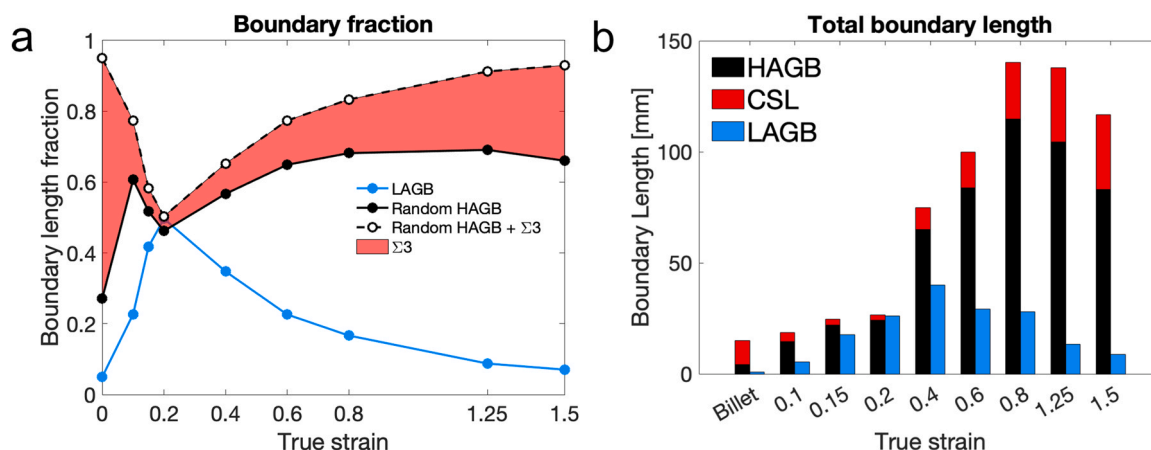 a
Boundary fraction
Boundary length fraction
1
0.8
0.6
0.4
0.2
0
LAGB
Random HAGB
Random HAGB + Σ3
Σ3
0
0.2
0.4
0.6
0.8
1.25
1.5
True strain
b
Total boundary length
Boundary Length [mm]
150
100
50
0
HAGB
CSL
LAGB
Billet
0.1
0.15
0.2
0.4
0.6
0.8
1.25
1.5
True strain